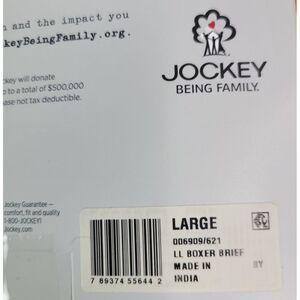 n and the impact you
keyBeingFamily.org.
ckey will donate
p to a total of $500,000
ase not tax deductible.
JOCKEY
BEING FAMILY.
Jockey Guarantee —
comfort, fit and quality
1-800-JOCKEY1
Jockey.com
LARGE
006909/621
LL BOXER BRIEF
MADE IN BY
INDIA
7 89374 55644 2